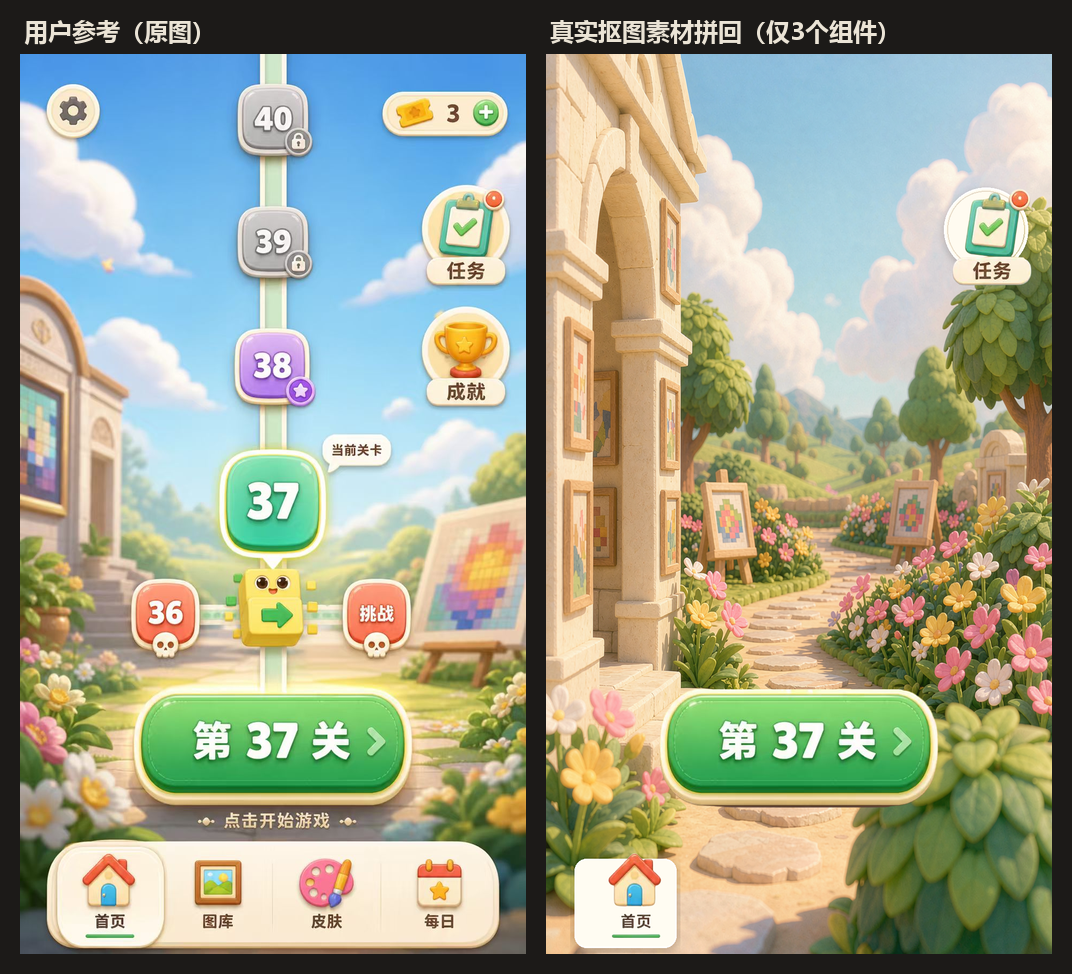 用户参考（原图）
真实抠图素材拼回（仅3个组件）
40
3
39
任务
38
成就
当前关卡
37
36
挑战
第 37 关
点击开始游戏
首页
图库
皮肤
每日
任务
第 37 关
首页